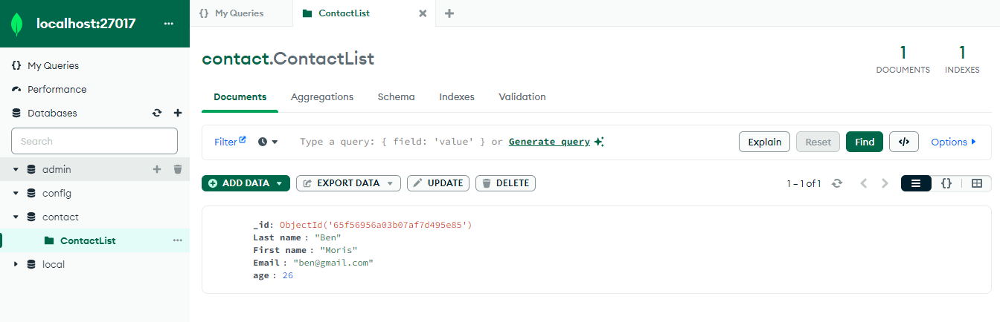 localhost:27017 ...
{} My Queries
Performance
Databases
Search
admin
config
contact
ContactList ...
local
{} My Queries
ContactList
contact.ContactList
1
DOCUMENTS
1
INDEXES
Documents Aggregations Schema Indexes Validation
Filter Type a query: { field: 'value' } or Generate query Explain Reset Find </> Options
ADD DATA EXPORT DATA UPDATE DELETE 1 – 1 of 1 {}
_id: ObjectId('65f56956a03b07af7d495e85')
Last name : "Ben"
First name : "Moris"
Email : "ben@gmail.com"
age : 26